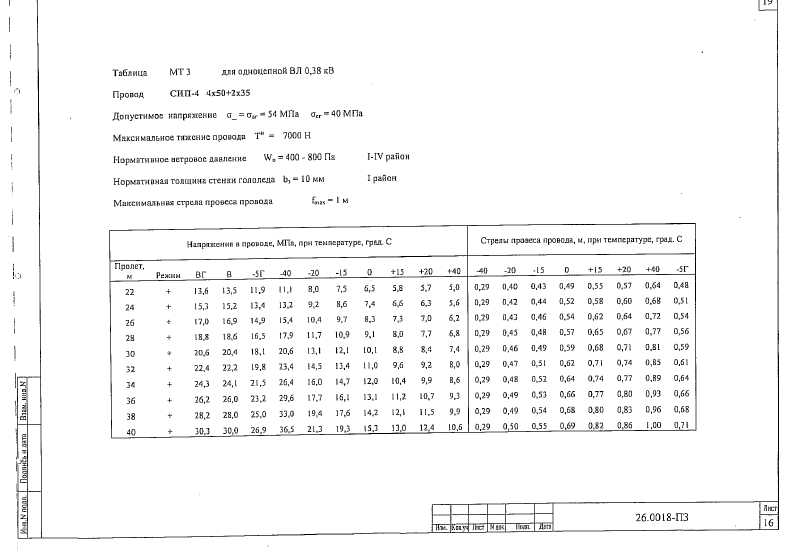 19
Таблица МТ 3 для одноцепной ВЛ 0,38 кВ
Провод СИП-4 4х50+2х35
Допустимое напряжение σ_ = σвг = 54 МПа σсг = 40 МПа
Максимальное тяжение провода Tн = 7000 Н
Нормативное ветровое давление Wo = 400 - 800 Па I-IV район
Нормативная толщина стенки гололеда bэ = 10 мм I район
Максимальная стрела провеса провода fmax = 1 м
Напряжения в проводе, МПа, при температуре, град. С Стрелы провеса провода, м, при температуре, град. С
Пролет, м Режим ВГ В -5Г -40 -20 -15 0 +15 +20 +40 -40 -20 -15 0 +15 +20 +40 -5Г
22 + 13,6 13,5 11,9 11,1 8,0 7,5 6,5 5,8 5,7 5,0 0,29 0,40 0,43 0,49 0,55 0,57 0,64 0,48
24 + 15,3 15,2 13,4 13,2 9,2 8,6 7,4 6,6 6,3 5,6 0,29 0,42 0,44 0,52 0,58 0,60 0,68 0,51
26 + 17,0 16,9 14,9 15,4 10,4 9,7 8,3 7,3 7,0 6,2 0,29 0,43 0,46 0,54 0,62 0,64 0,72 0,54
28 + 18,8 18,6 16,5 17,9 11,7 10,9 9,1 8,0 7,7 6,8 0,29 0,45 0,48 0,57 0,65 0,67 0,77 0,56
30 + 20,6 20,4 18,1 20,6 13,1 12,1 10,1 8,8 8,4 7,4 0,29 0,46 0,49 0,59 0,68 0,71 0,81 0,59
32 + 22,4 22,2 19,8 23,4 14,5 13,4 11,0 9,6 9,2 8,0 0,29 0,47 0,51 0,62 0,71 0,74 0,85 0,61
34 + 24,3 24,1 21,5 26,4 16,0 14,7 12,0 10,4 9,9 8,6 0,29 0,48 0,52 0,64 0,74 0,77 0,89 0,64
36 + 26,2 26,0 23,2 29,6 17,7 16,1 13,1 11,2 10,7 9,3 0,29 0,49 0,53 0,66 0,77 0,80 0,93 0,66
38 + 28,2 28,0 25,0 33,0 19,4 17,6 14,2 12,1 11,5 9,9 0,29 0,49 0,54 0,68 0,80 0,83 0,96 0,68
40 + 30,3 30,0 26,9 36,5 21,3 19,3 15,3 13,0 12,4 10,6 0,29 0,50 0,55 0,69 0,82 0,86 1,00 0,71
Взам. инв.N
Подпись и дата
Инв.N подл.
Изм. Кол.уч Лист N док. Подп. Дата
26.0018-ПЗ
Лист
16